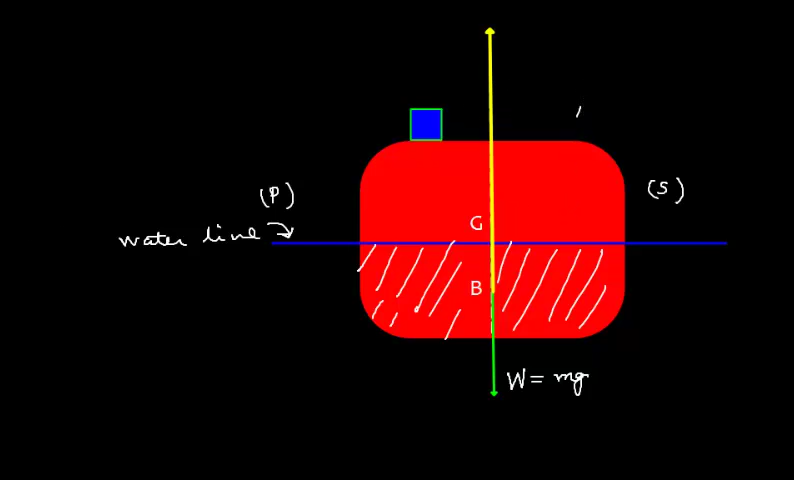 (P)
(S)
G
water line
B
W = mg